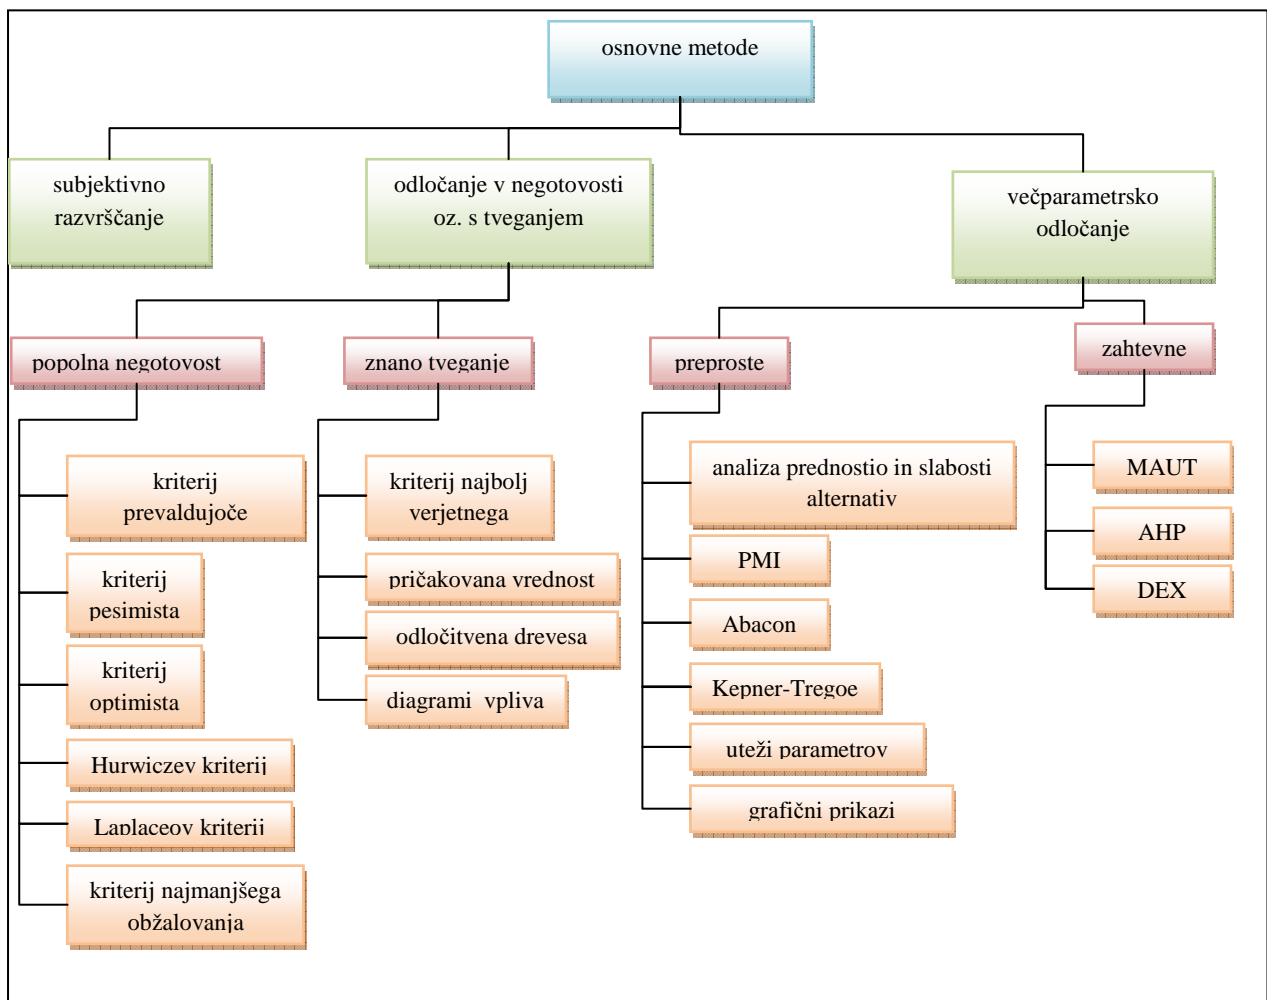 osnovne metode
subjektivno
razvrščanje
odločanje v negotovosti
oz. s tveganjem
večparametrsko
odločanje
popolna negotovost
znano tveganje
preproste
zahtevne
kriterij
prevaldujoče
kriterij
pesimista
kriterij
optimista
Hurwiczev kriterij
Laplaceov kriterij
kriterij najmanjšega
obžalovanja
kriterij najbolj
verjetnega
pričakovana vrednost
odločitvena drevesa
diagrami vpliva
analiza prednostio in slabosti
alternativ
PMI
Abacon
Kepner-Tregoe
uteži parametrov
grafični prikazi
MAUT
AHP
DEX